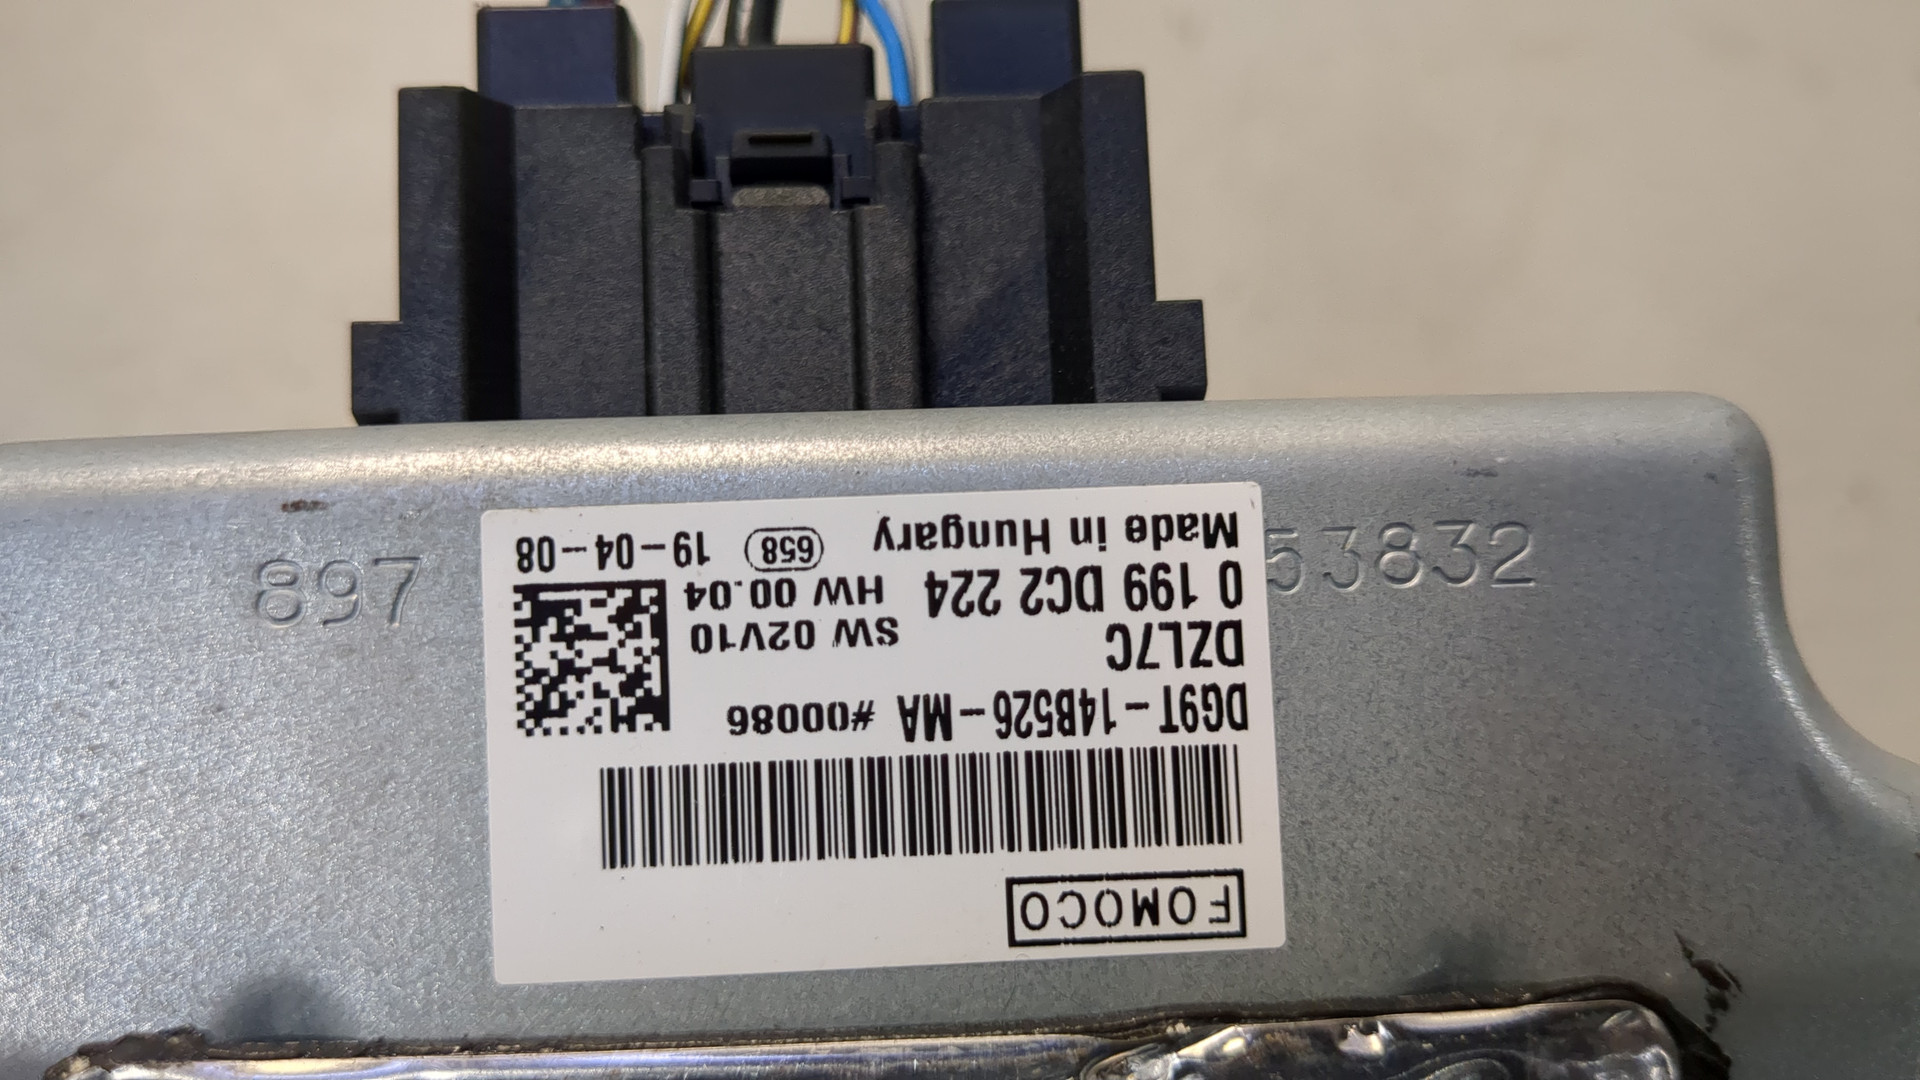 FOMOCO
DG9T-14B526-MA #00086
DZL7C
SW 02V10
0 199 DC2 224
HW 00.04
Made in Hungary
658
19-04-08
897
53832